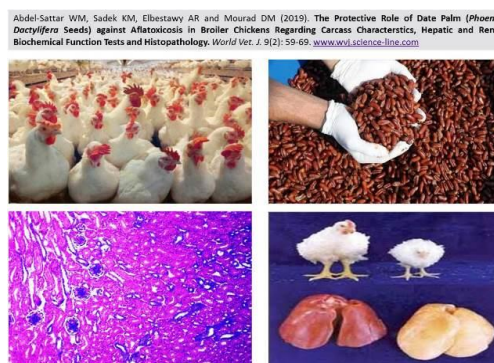 Abdel-Sattar WM, Sadek KM, Elbestawy AR and Mourad DM (2019). The Protective Role of Date Palm (Phoen
Dactylifera Seeds) against Aflatoxicosis in Broiler Chickens Regarding Carcass Characterstics, Hepatic and Ren
Biochemical Function Tests and Histopathology. World Vet. J. 9(2): 59-69. www.wvj.science-line.com